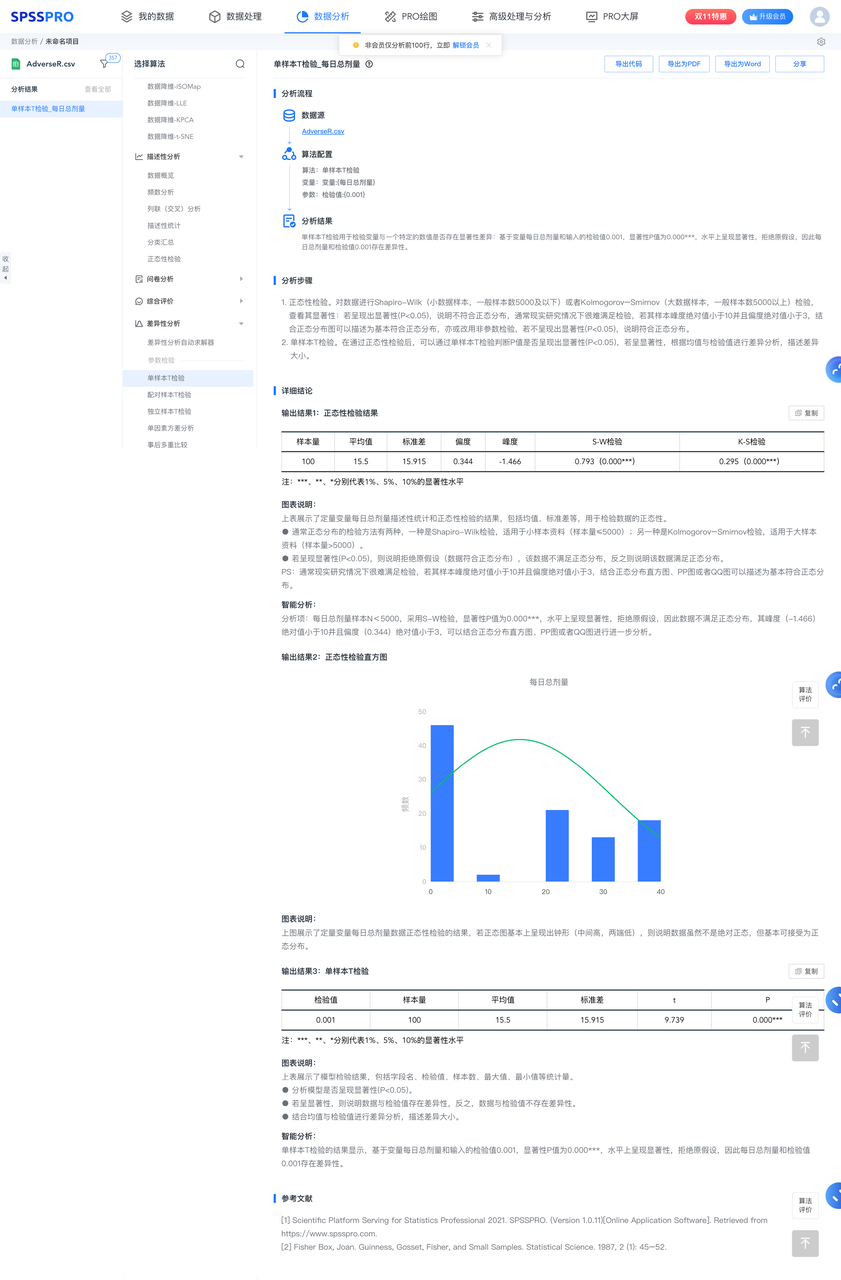 SPSSPRO
我的数据
数据处理
数据分析
PRO绘图
高级处理与分析
PRO大屏
双11特惠
升级会员
数据分析 / 未命名项目
非会员仅分析前100行，立即 解锁会员
AdverseR.csv
357
分析结果
查看全部
单样本T检验_每日总剂量
收起
选择算法
数据降维-ISOMap
数据降维-LLE
数据降维-KPCA
数据降维-t-SNE
描述性分析
数据概览
频数分析
列联（交叉）分析
描述性统计
分类汇总
正态性检验
问卷分析
综合评价
差异性分析
差异性分析自动求解器
参数检验
单样本T检验
配对样本T检验
独立样本T检验
单因素方差分析
事后多重比较
单样本T检验_每日总剂量
导出代码
导出为PDF
导出为Word
分享
分析流程
数据源
AdverseR.csv
算法配置
算法：单样本T检验
变量：变量:{每日总剂量}
参数：检验值:{0.001}
分析结果
单样本T检验用于检验变量与一个特定的数值是否存在显著性差异：基于变量每日总剂量和输入的检验值0.001，显著性P值为0.000***，水平上呈现显著性，拒绝原假设，因此每
日总剂量和检验值0.001存在差异性。
分析步骤
1. 正态性检验。对数据进行Shapiro-Wilk（小数据样本，一般样本数5000及以下）或者Kolmogorov–Smirnov（大数据样本，一般样本数5000以上）检验，
查看其显著性：若呈现出显著性(P<0.05)，说明不符合正态分布，通常现实研究情况下很难满足检验，若其样本峰度绝对值小于10并且偏度绝对值小于3，结
合正态分布图可以描述为基本符合正态分布，亦或改用非参数检验，若不呈现出显著性(P<0.05)，说明符合正态分布。
2. 单样本T检验。在通过正态性检验后，可以通过单样本T检验判断P值是否呈现出显著性(P<0.05)，若呈显著性，根据均值与检验值进行差异分析，描述差异
大小。
详细结论
输出结果1：正态性检验结果
复制
样本量 平均值 标准差 偏度 峰度 S-W检验 K-S检验
100 15.5 15.915 0.344 -1.466 0.793（0.000***） 0.295（0.000***）
注：***、**、*分别代表1%、5%、10%的显著性水平
图表说明：
上表展示了定量变量每日总剂量描述性统计和正态性检验的结果，包括均值、标准差等，用于检验数据的正态性。
● 通常正态分布的检验方法有两种，一种是Shapiro-Wilk检验，适用于小样本资料（样本量≤5000）；另一种是Kolmogorov–Smirnov检验，适用于大样本
资料（样本量>5000）。
● 若呈现显著性(P<0.05)，则说明拒绝原假设（数据符合正态分布），该数据不满足正态分布，反之则说明该数据满足正态分布。
PS：通常现实研究情况下很难满足检验，若其样本峰度绝对值小于10并且偏度绝对值小于3，结合正态分布直方图、PP图或者QQ图可以描述为基本符合正态分
布。
智能分析：
分析项：每日总剂量样本N＜5000，采用S-W检验，显著性P值为0.000***，水平上呈现显著性，拒绝原假设，因此数据不满足正态分布，其峰度（-1.466）
绝对值小于10并且偏度（0.344）绝对值小于3，可以结合正态分布直方图、PP图或者QQ图进行进一步分析。
输出结果2：正态性检验直方图
每日总剂量
频数
50
40
30
20
10
0
0 10 20 30 40
算法
评价
图表说明：
上图展示了定量变量每日总剂量数据正态性检验的结果，若正态图基本上呈现出钟形（中间高，两端低），则说明数据虽然不是绝对正态，但基本可接受为正
态分布。
输出结果3：单样本T检验
复制
检验值 样本量 平均值 标准差 t P
0.001 100 15.5 15.915 9.739 0.000***
算法
评价
注：***、**、*分别代表1%、5%、10%的显著性水平
图表说明：
上表展示了模型检验结果，包括字段名、检验值、样本数、最大值、最小值等统计量。
● 分析模型是否呈现显著性(P<0.05)。
● 若呈显著性，则说明数据与检验值存在差异性，反之，数据与检验值不存在差异性。
● 结合均值与检验值进行差异分析，描述差异大小。
智能分析：
单样本T检验的结果显示，基于变量每日总剂量和输入的检验值0.001，显著性P值为0.000***，水平上呈现显著性，拒绝原假设，因此每日总剂量和检验值
0.001存在差异性。
参考文献
算法
评价
[1] Scientific Platform Serving for Statistics Professional 2021. SPSSPRO. (Version 1.0.11)[Online Application Software]. Retrieved from
https://www.spsspro.com.
[2] Fisher Box, Joan. Guinness, Gosset, Fisher, and Small Samples. Statistical Science. 1987, 2 (1): 45–52.